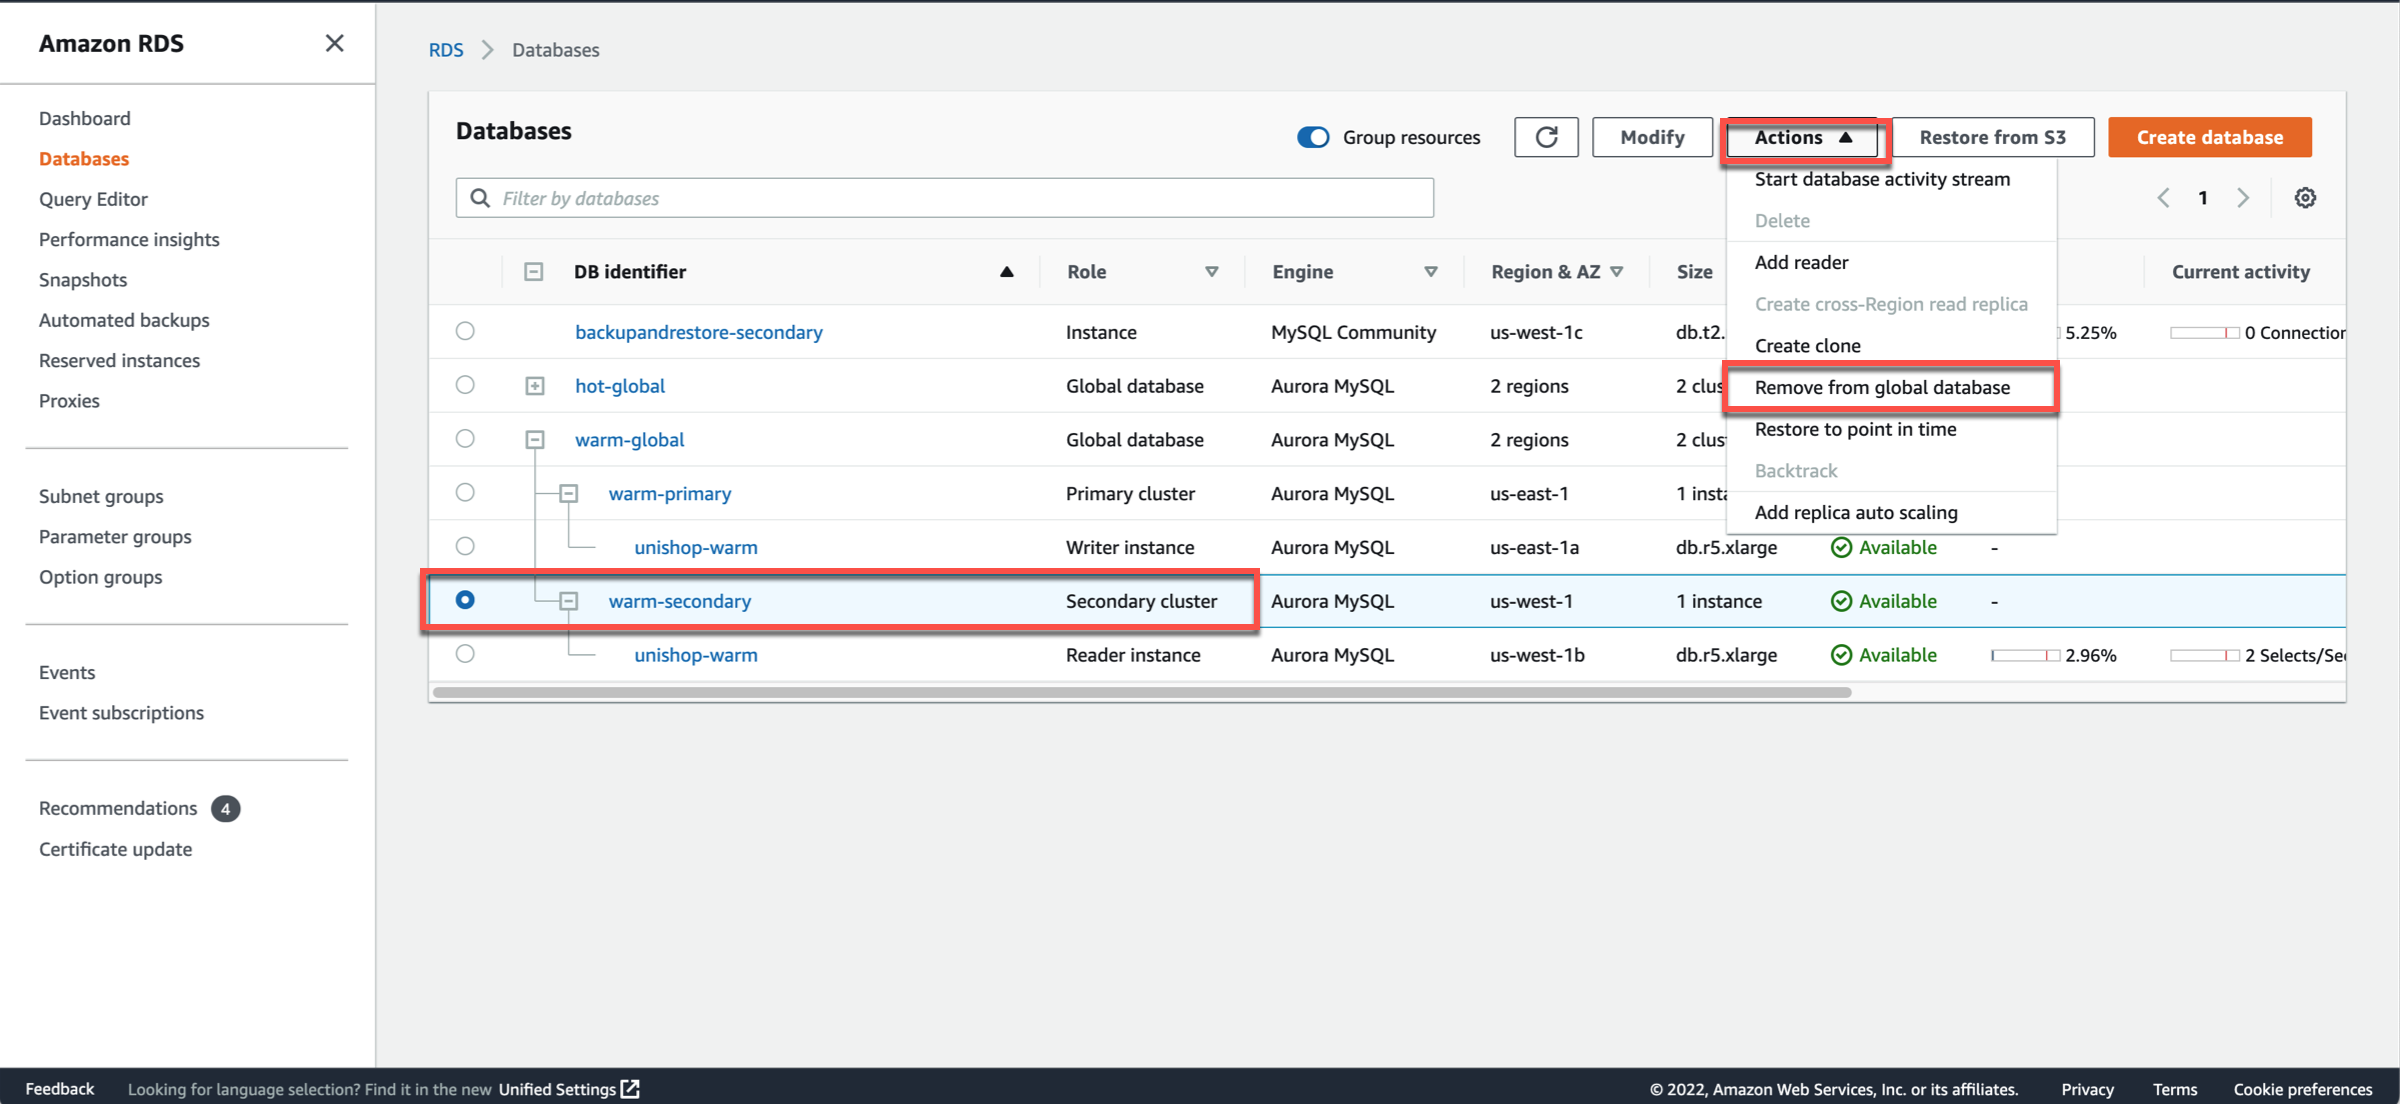 Amazon RDS
Dashboard
Databases
Query Editor
Performance insights
Snapshots
Automated backups
Reserved instances
Proxies
Subnet groups
Parameter groups
Option groups
Events
Event subscriptions
Recommendations 4
Certificate update
RDS Databases
Databases
Group resources Modify Actions Restore from S3 Create database
Filter by databases
1
Start database activity stream
Delete
Add reader
Create cross-Region read replica
Create clone
Remove from global database
Restore to point in time
Backtrack
Add replica auto scaling
DB identifier Role Engine Region & AZ Size Current activity
backupandrestore-secondary Instance MySQL Community us-west-1c db.t2. 5.25% 0 Connection
hot-global Global database Aurora MySQL 2 regions 2 clus
warm-global Global database Aurora MySQL 2 regions 2 clus
warm-primary Primary cluster Aurora MySQL us-east-1 1 insta
unishop-warm Writer instance Aurora MySQL us-east-1a db.r5.xlarge Available -
warm-secondary Secondary cluster Aurora MySQL us-west-1 1 instance Available -
unishop-warm Reader instance Aurora MySQL us-west-1b db.r5.xlarge Available 2.96% 2 Selects/Se
Feedback Looking for language selection? Find it in the new Unified Settings © 2022, Amazon Web Services, Inc. or its affiliates. Privacy Terms Cookie preferences